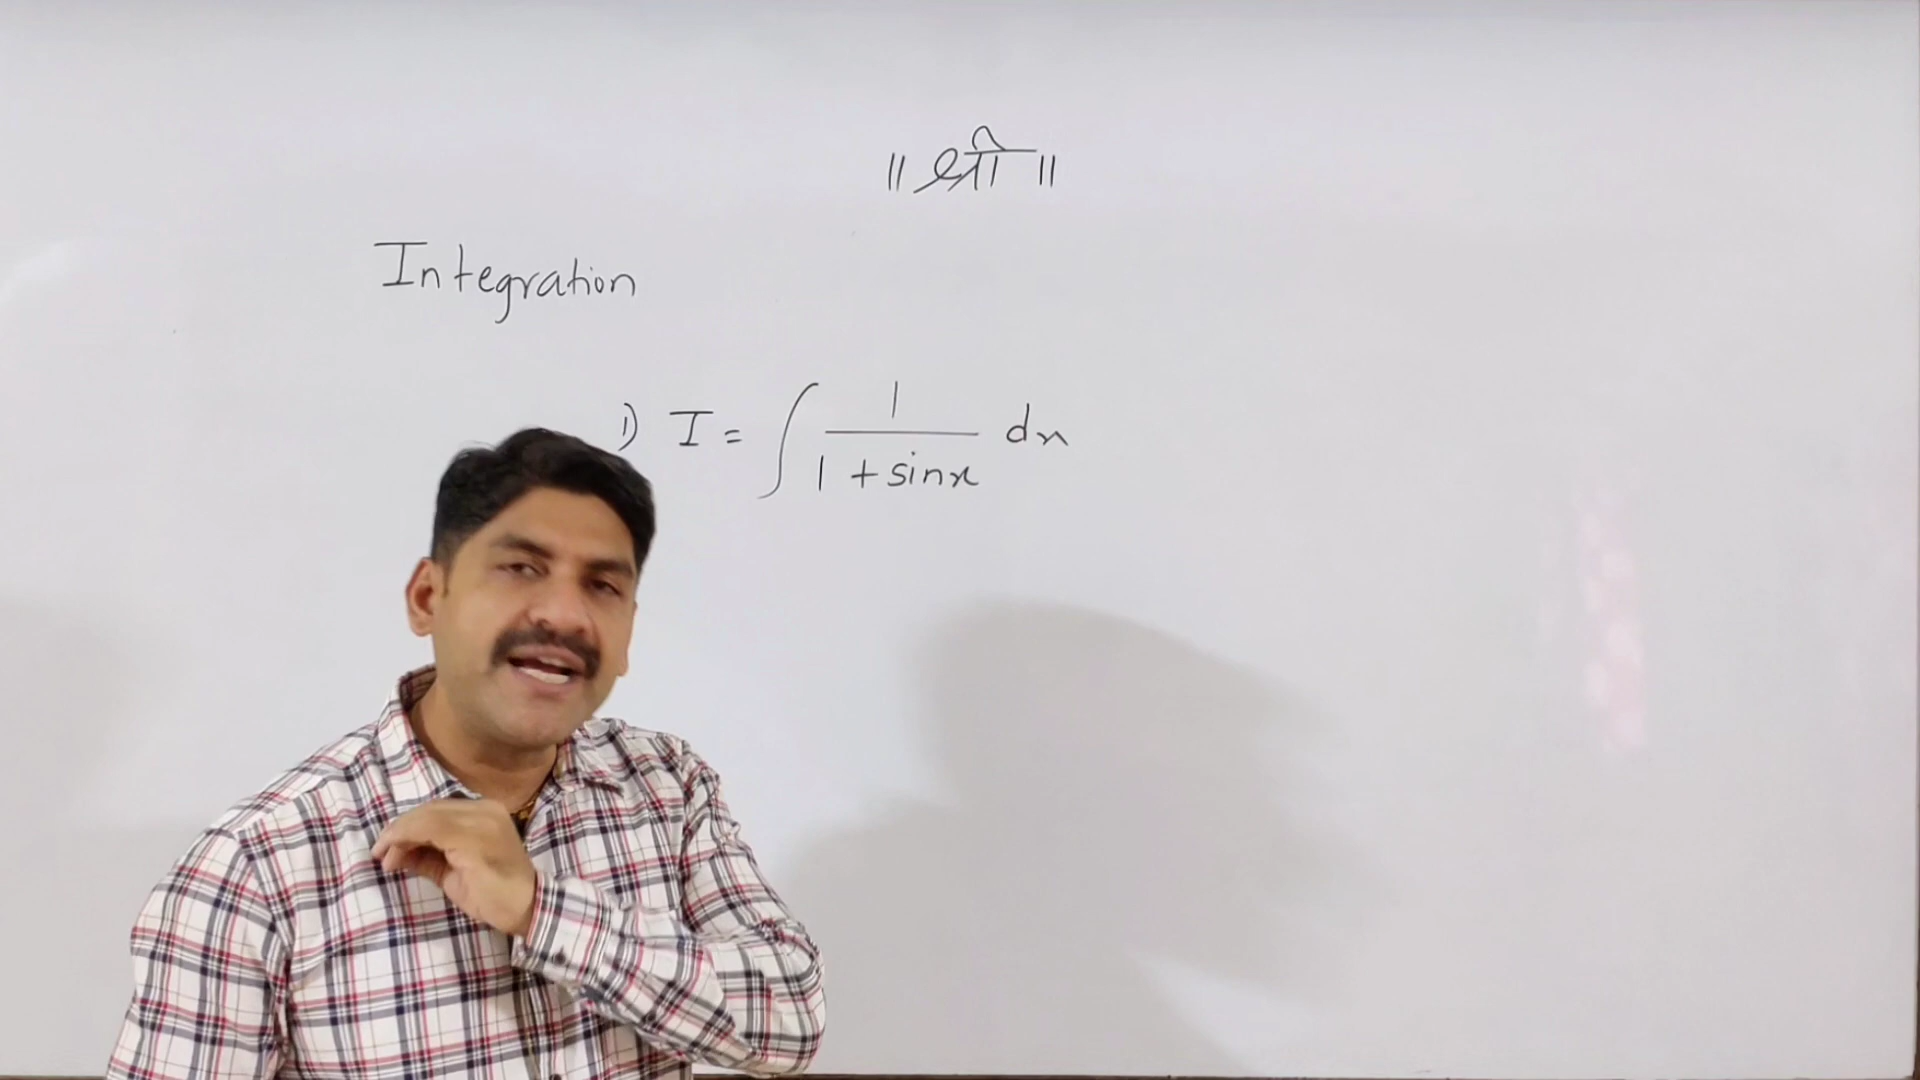 ॥ श्री ॥
Integration
1) I = ∫ 1/(1 + sinx) dx